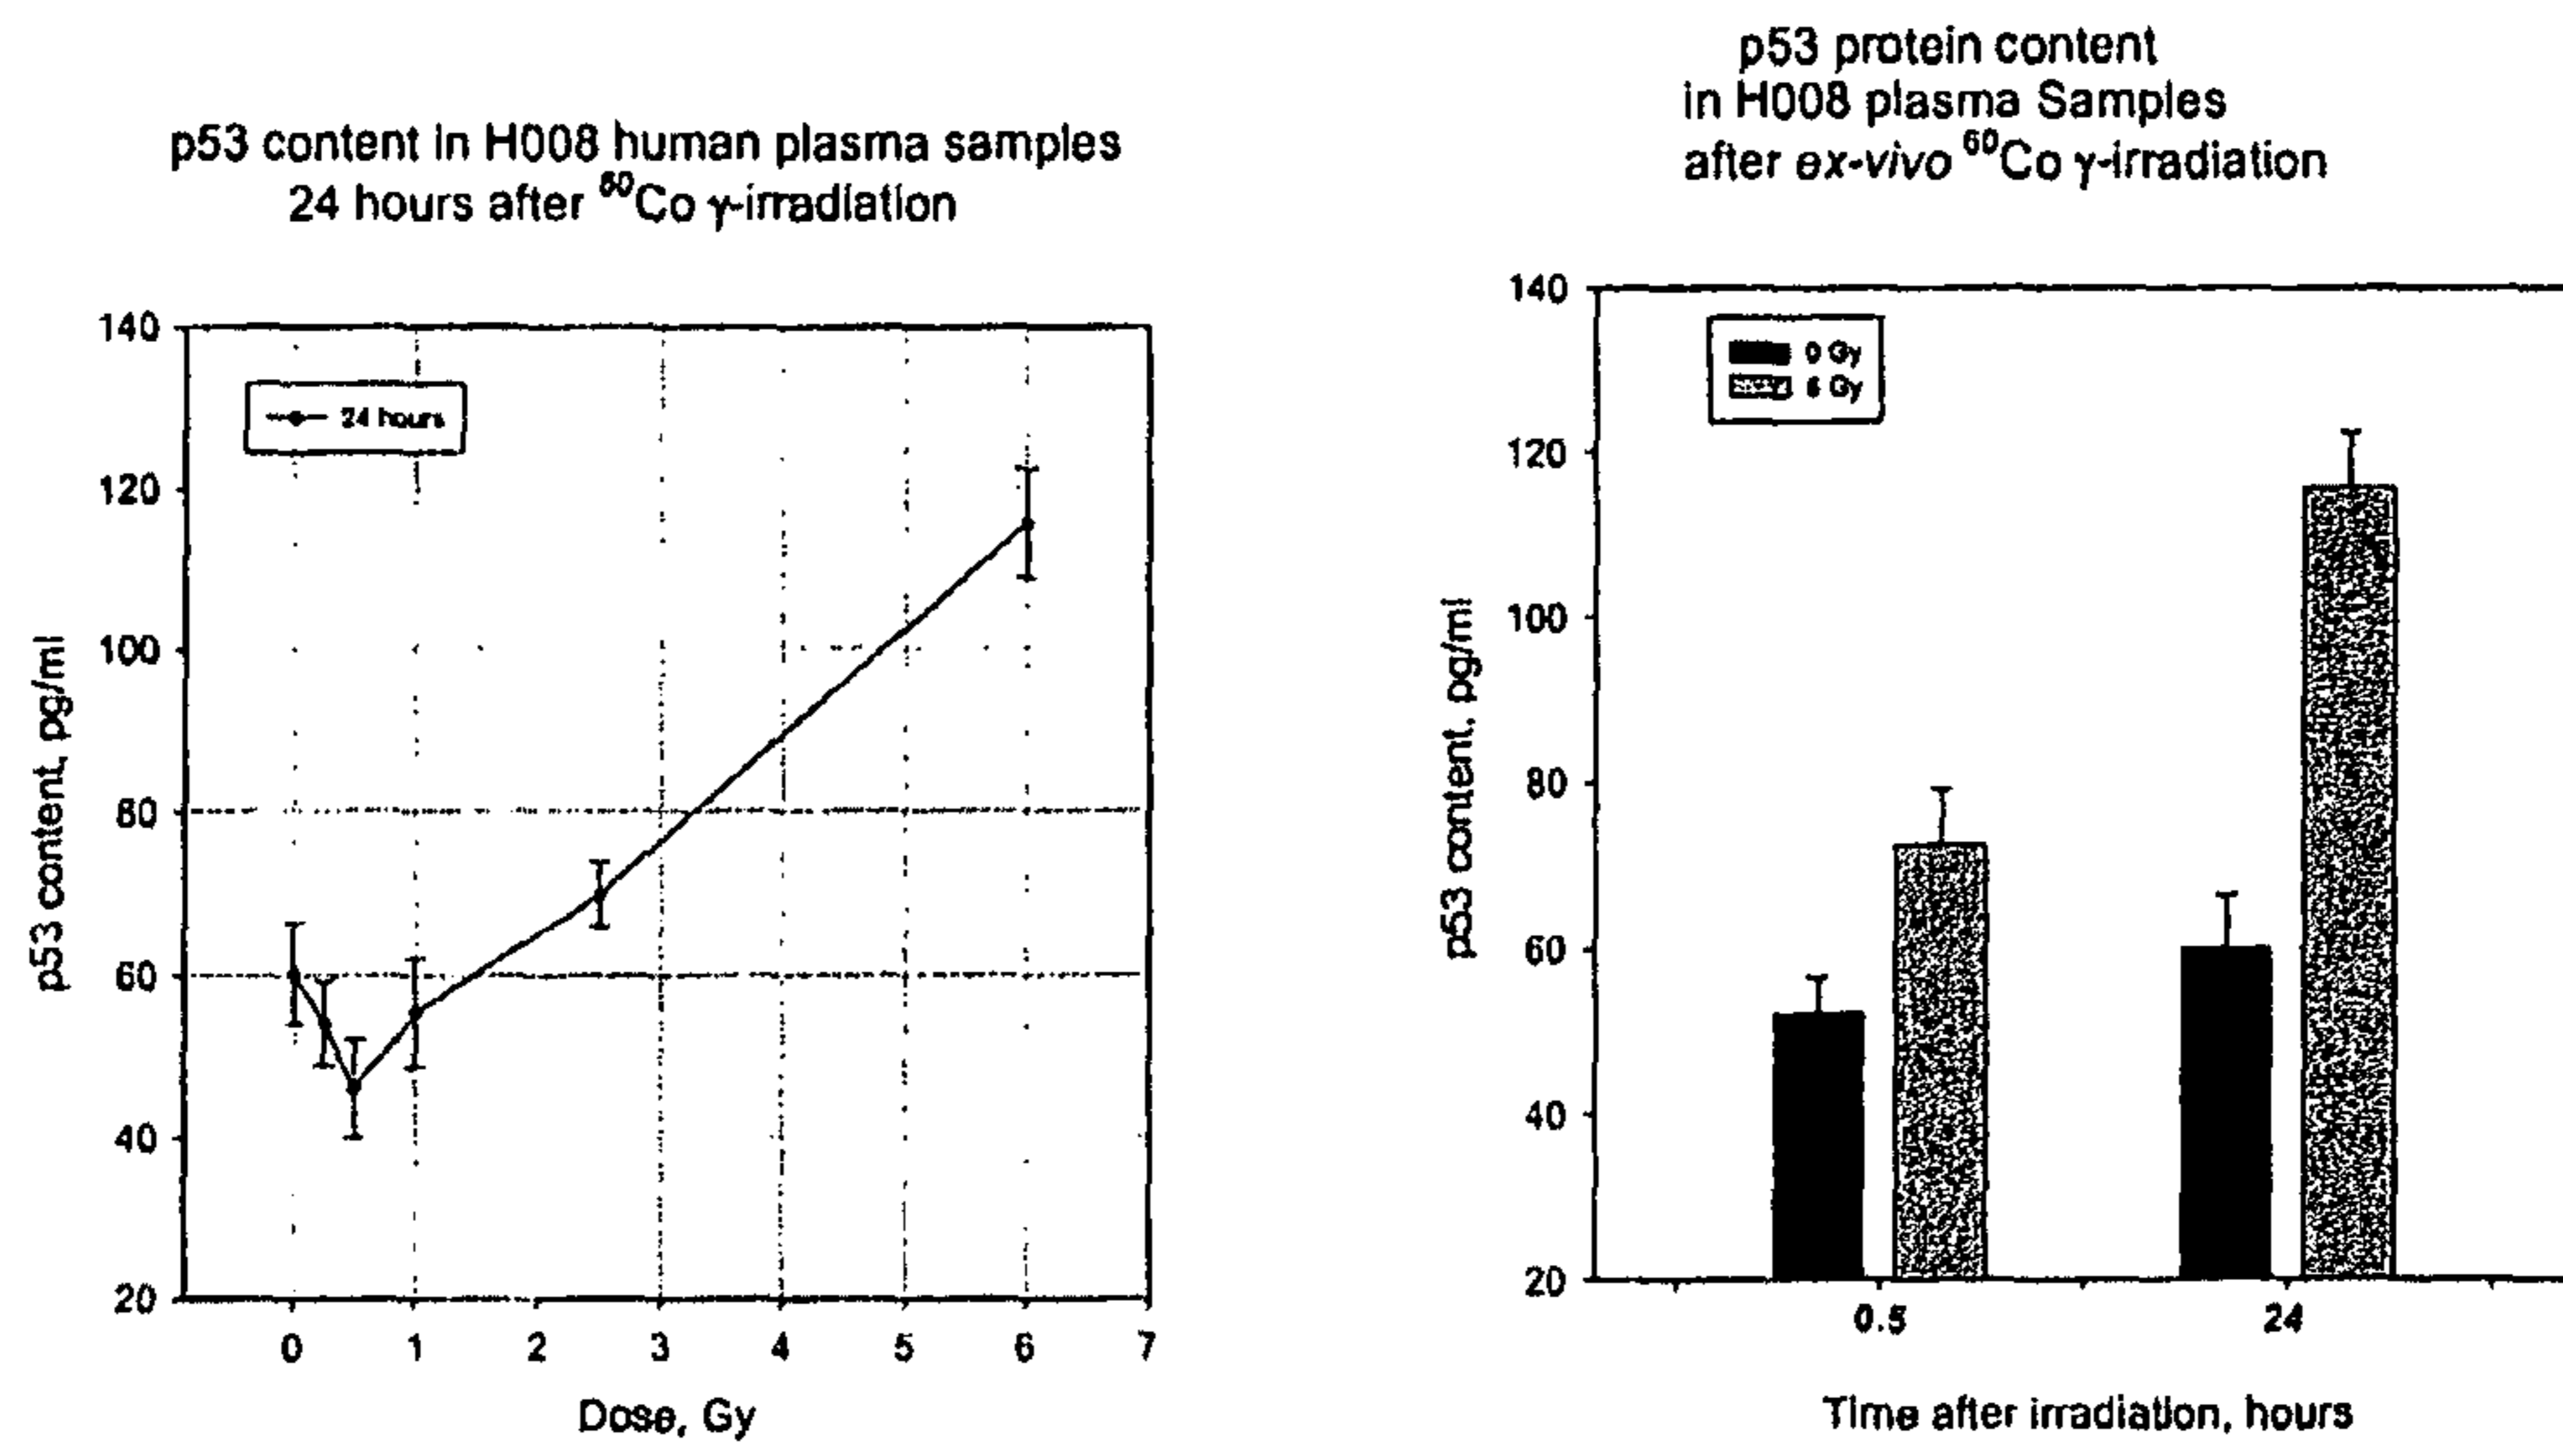 p53 content in H008 human plasma samples
24 hours after ⁶⁰Co γ-irradiation
140
120
100
80
60
40
20
24 hours
p53 content, pg/ml
0 1 2 3 4 5 6 7
Dose, Gy
p53 protein content
in H008 plasma Samples
after ex-vivo ⁶⁰Co γ-irradiation
140
120
100
80
60
40
20
0 Gy
6 Gy
p53 content, pg/ml
0.5 24
Time after irradiation, hours